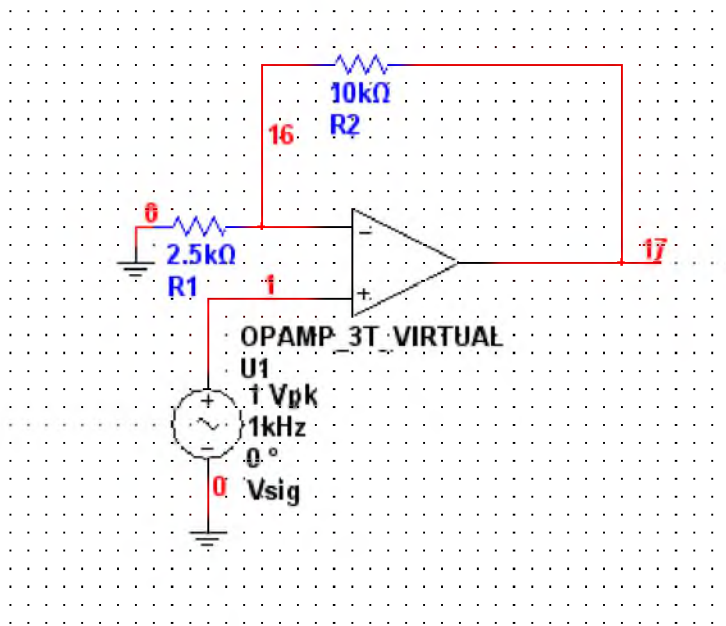 10kΩ
R2
16
0
2.5kΩ
R1
−
+
17
1
OPAMP_3T_VIRTUAL
U1
+
−
1 Vpk
1kHz
0 °
Vsig
0